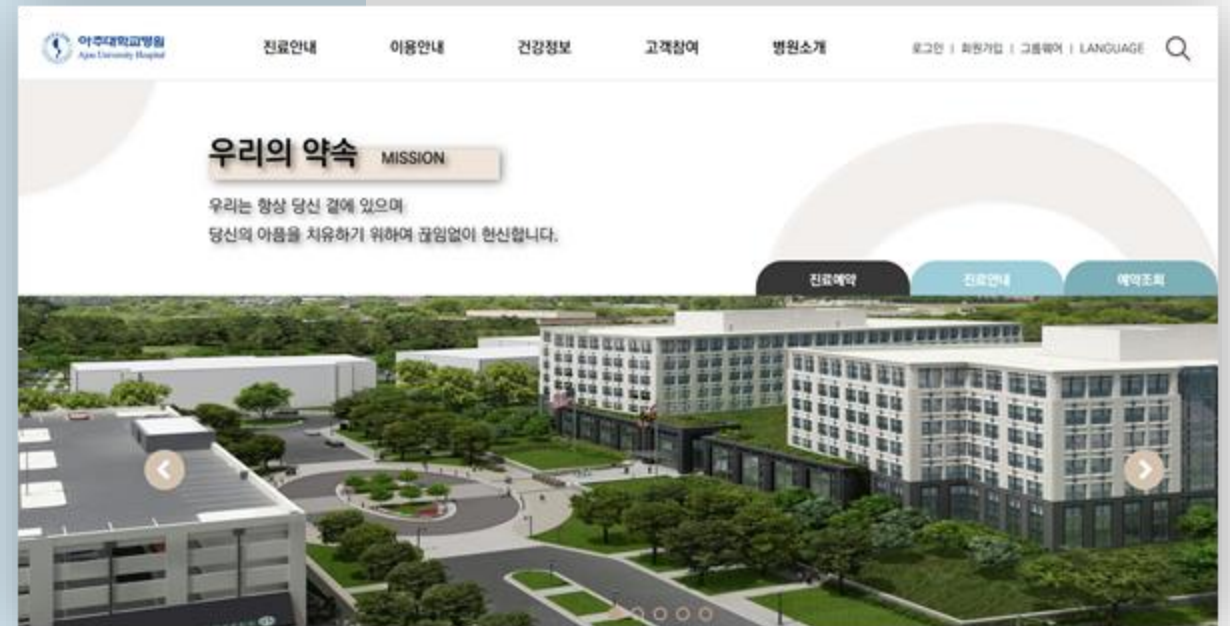 아주대학교병원
Ajou University Hospital
진료안내
이용안내
건강정보
고객참여
병원소개
로그인 | 회원가입 | 그룹웨어 | LANGUAGE
우리의 약속 MISSION
우리는 항상 당신 곁에 있으며
당신의 아픔을 치유하기 위하여 끊임없이 헌신합니다.
진료예약
진료안내
예약조회